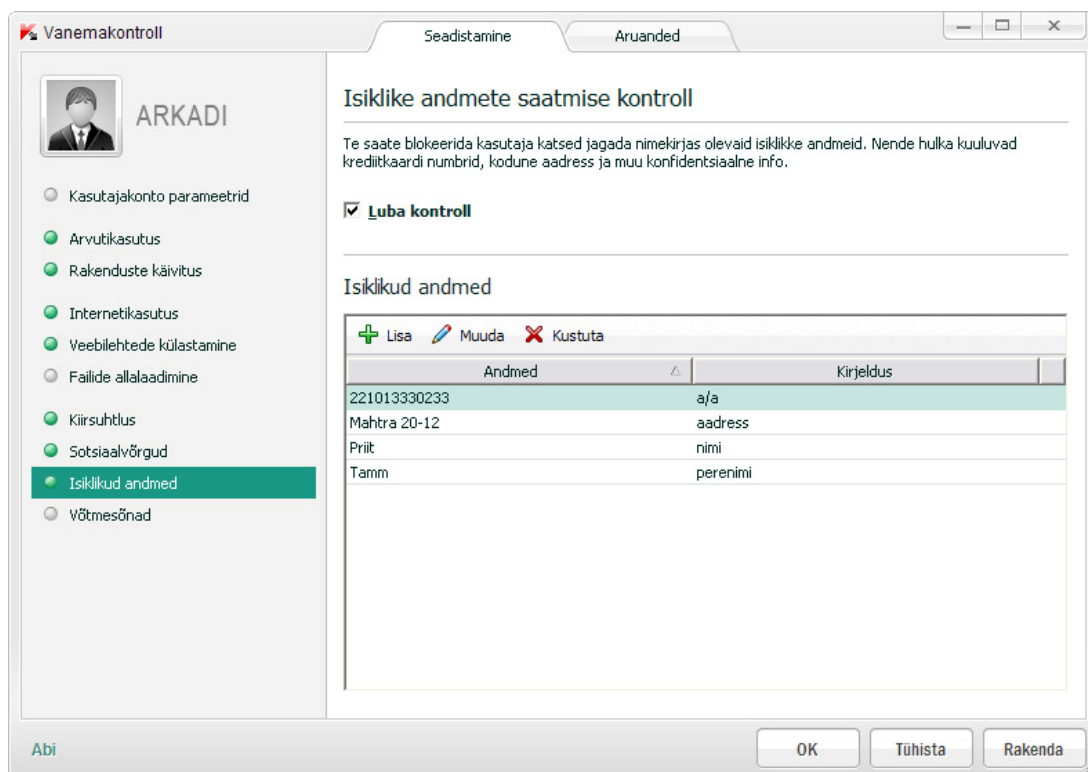 Vanemakontroll
Seadistamine
Aruanded
ARKADI
Kasutajakonto parameetrid
Arvutikasutus
Rakenduste käivitus
Internetikasutus
Veebilehtede külastamine
Failide allalaadimine
Kiirsuhtlus
Sotsiaalvõrgud
Isiklikud andmed
Võtmesõnad
Isiklike andmete saatmise kontroll
Te saate blokeerida kasutaja katsed jagada nimekirjas olevaid isiklikke andmeid. Nende hulka kuuluvad
krediitkaardi numbrid, kodune aadress ja muu konfidentsiaalne info.
Luba kontroll
Isiklikud andmed
Lisa Muuda Kustuta
Andmed Kirjeldus
221013330233 a/a
Mahtra 20-12 aadress
Priit nimi
Tamm perenimi
Abi
OK Tühista Rakenda